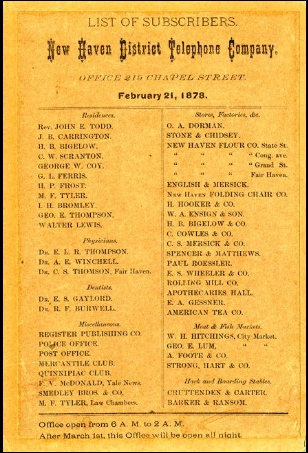 LIST OF SUBSCRIBERS.
New Haven District Telephone Company.
OFFICE 219 CHAPEL STREET.
February 21, 1878.
Residences.
Rev. JOHN E. TODD.
J. B. CARRINGTON.
H. B. BIGELOW.
C. W. SCRANTON.
GEORGE W. COY.
G. L. FERRIS.
H. P. FROST.
M. F. TYLER.
I. H. BROMLEY.
GEO. E. THOMPSON.
WALTER LEWIS.
Physicians.
Dr. E. L. R. THOMPSON.
Dr. A. E. WINCHELL.
Dr. C. S. THOMSON, Fair Haven.
Dentists.
Dr. E. S. GAYLORD.
Dr. R. F. BURWELL.
Miscellaneous.
REGISTER PUBLISHING CO.
POLICE OFFICE.
POST OFFICE.
MERCANTILE CLUB.
QUINNIPIAC CLUB.
F. V. McDONALD, Yale News.
SMEDLEY BROS. & CO.
M. F. TYLER, Law Chambers.
Stores, Factories, &c.
O. A. DORMAN.
STONE & CHIDSEY.
NEW HAVEN FLOUR CO. State St.
" " " " Cong. ave.
" " " " Grand St.
" " " Fair Haven.
ENGLISH & MERSICK.
New Haven FOLDING CHAIR CO.
H. HOOKER & CO.
W. A. ENSIGN & SON.
H. B. BIGELOW & CO.
C. COWLES & CO.
C. S. MERSICK & CO.
SPENCER & MATTHEWS.
PAUL ROESSLER.
E. S. WHEELER & CO.
ROLLING MILL CO.
APOTHECARIES HALL.
E. A. GESSNER.
AMERICAN TEA CO.
Meat & Fish Markets.
W. H. HITCHINGS, City Market.
GEO. E. LUM, " "
A. FOOTE & CO.
STRONG, HART & CO.
Hack and Boarding Stables.
CRUTTENDEN & CARTER.
BARKER & RANSOM.
Office open from 6 A. M. to 2 A. M.
After March 1st, this Office will be open all night.